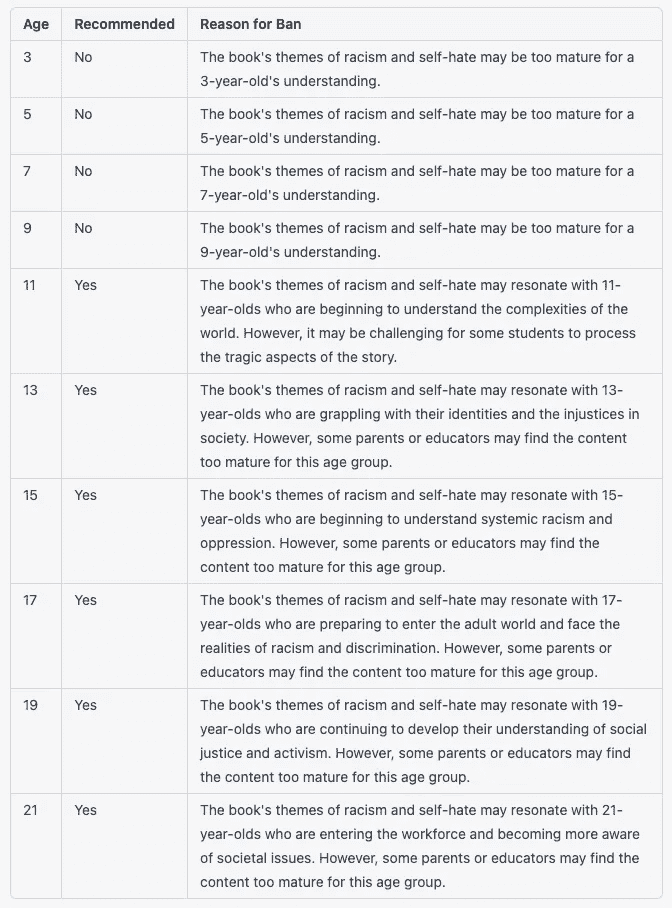 Age Recommended Reason for Ban
3 No The book's themes of racism and self-hate may be too mature for a
3-year-old's understanding.
5 No The book's themes of racism and self-hate may be too mature for a
5-year-old's understanding.
7 No The book's themes of racism and self-hate may be too mature for a
7-year-old's understanding.
9 No The book's themes of racism and self-hate may be too mature for a
9-year-old's understanding.
11 Yes The book's themes of racism and self-hate may resonate with 11-
year-olds who are beginning to understand the complexities of the
world. However, it may be challenging for some students to process
the tragic aspects of the story.
13 Yes The book's themes of racism and self-hate may resonate with 13-
year-olds who are grappling with their identities and the injustices in
society. However, some parents or educators may find the content
too mature for this age group.
15 Yes The book's themes of racism and self-hate may resonate with 15-
year-olds who are beginning to understand systemic racism and
oppression. However, some parents or educators may find the
content too mature for this age group.
17 Yes The book's themes of racism and self-hate may resonate with 17-
year-olds who are preparing to enter the adult world and face the
realities of racism and discrimination. However, some parents or
educators may find the content too mature for this age group.
19 Yes The book's themes of racism and self-hate may resonate with 19-
year-olds who are continuing to develop their understanding of social
justice and activism. However, some parents or educators may find
the content too mature for this age group.
21 Yes The book's themes of racism and self-hate may resonate with 21-
year-olds who are entering the workforce and becoming more aware
of societal issues. However, some parents or educators may find the
content too mature for this age group.